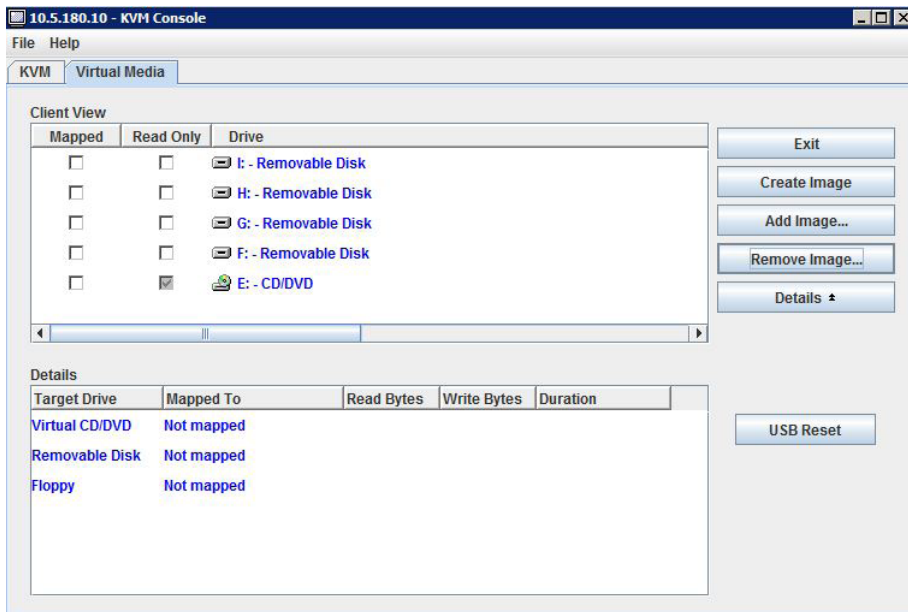 10.5.180.10 - KVM Console
File Help
KVM Virtual Media
Client View
Mapped Read Only Drive
I: - Removable Disk
H: - Removable Disk
G: - Removable Disk
F: - Removable Disk
E: - CD/DVD
Exit
Create Image
Add Image...
Remove Image...
Details
Details
Target Drive Mapped To Read Bytes Write Bytes Duration
Virtual CD/DVD Not mapped
Removable Disk Not mapped
Floppy Not mapped
USB Reset